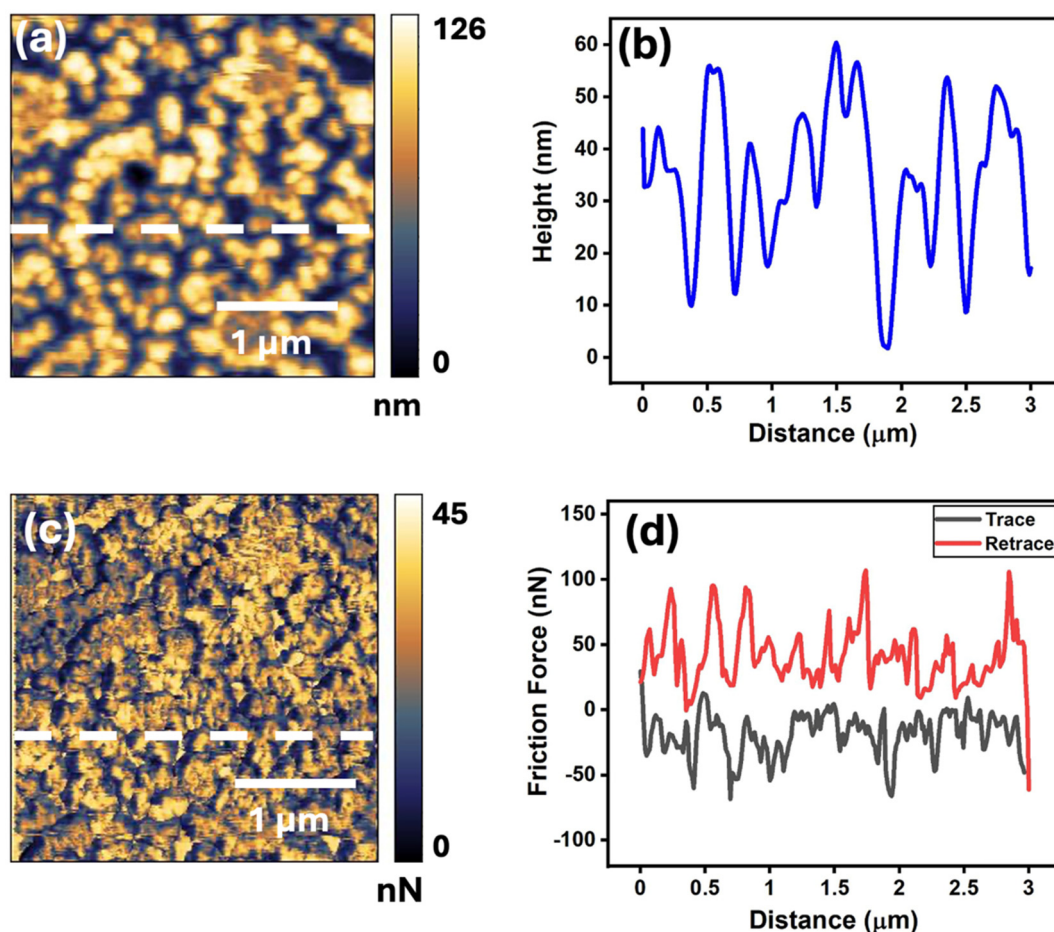 (a)
126
0
nm
1 μm
(b)
Height (nm)
60
50
40
30
20
10
0
0 0.5 1 1.5 2 2.5 3
Distance (μm)
(c)
45
0
nN
1 μm
(d)
Trace
Retrace
Friction Force (nN)
150
100
50
0
-50
-100
0 0.5 1 1.5 2 2.5 3
Distance (μm)